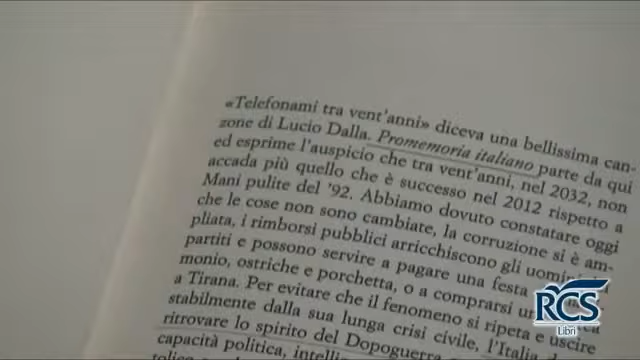 «Telefonami tra vent'anni» diceva una bellissima can-
zone di Lucio Dalla. Promemoria italiano parte da qui
ed esprime l'auspicio che tra vent'anni, nel 2032, non
accada più quello che è successo nel 2012 rispetto a
Mani pulite del '92. Abbiamo dovuto constatare oggi
che le cose non sono cambiate, la corruzione si è am-
pliata, i rimborsi pubblici arricchiscono gli uomini
partiti e possono servire a pagare una festa
monio, ostriche e porchetta, o a comprarsi
a Tirana. Per evitare che il fenomeno si ripeta e uscire
stabilmente dalla sua lunga crisi civile, l'Italia
ritrovare lo spirito del Dopoguerra
capacità politica,
RCS
Libri